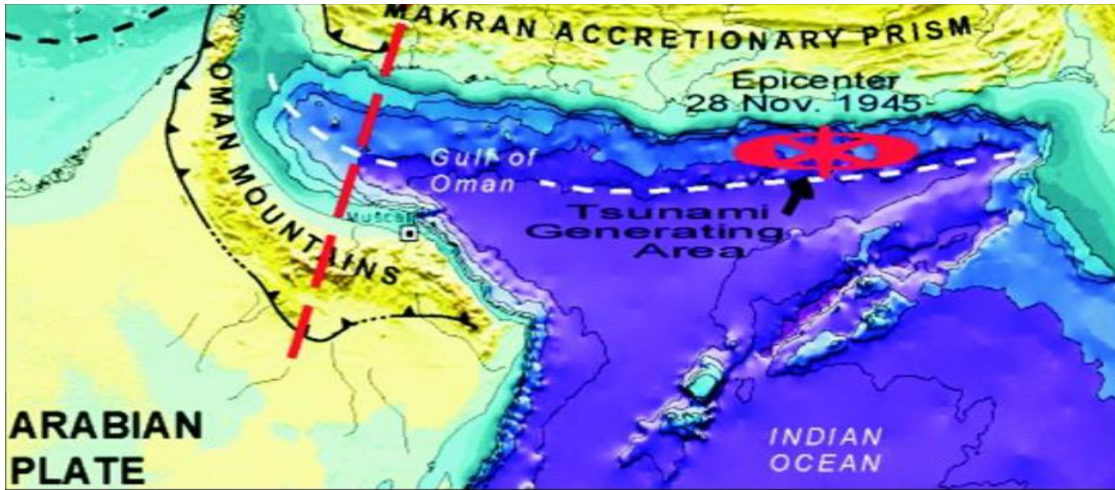 MAKRAN ACCRETIONARY PRISM
Epicenter
28 Nov. 1945
OMAN MOUNTAINS
Gulf of
Oman
Muscat
Tsunami
Generating
Area
ARABIAN
PLATE
INDIAN
OCEAN